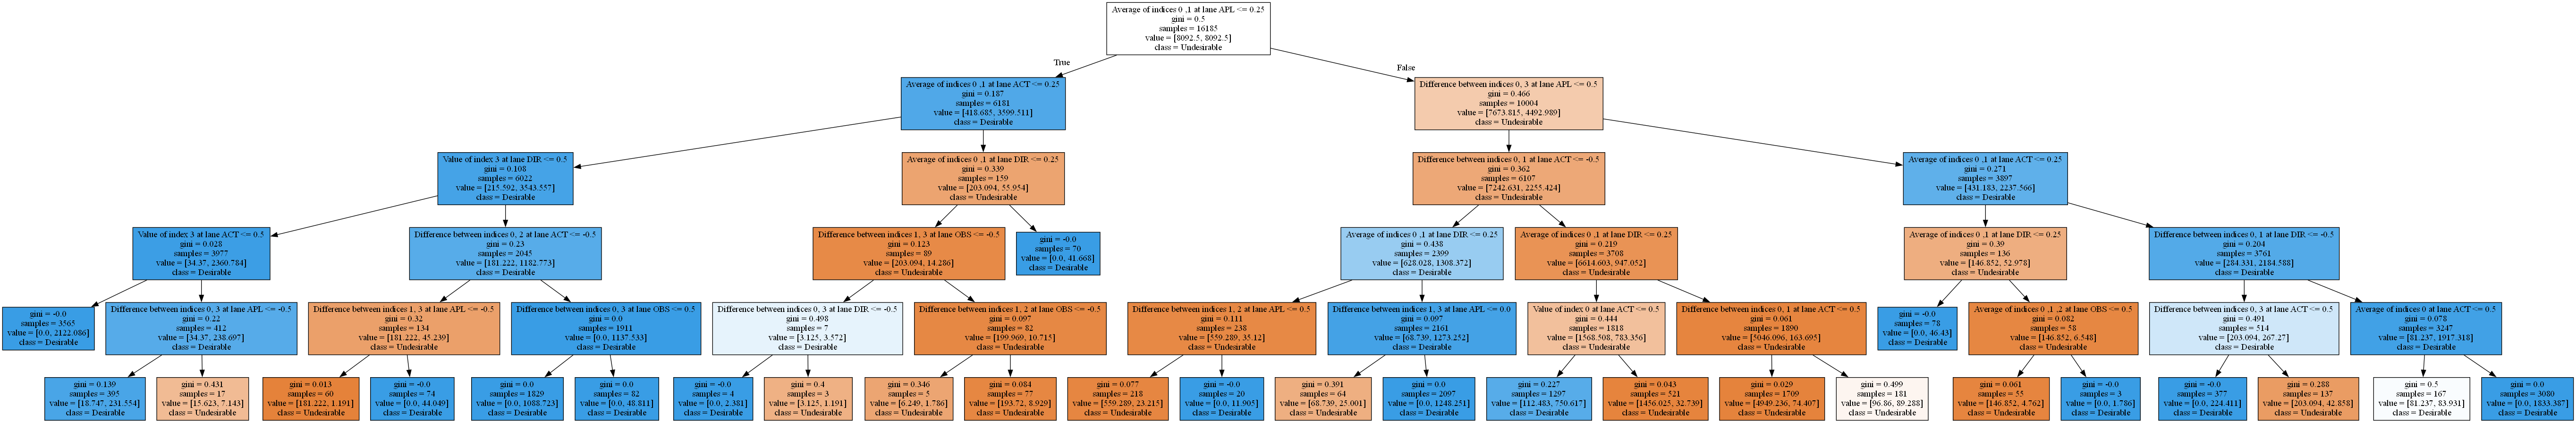 Average of indices 0 ,1 at lane APL <= 0.25
gini = 0.5
samples = 16185
value = [8092.5, 8092.5]
class = Undesirable
True
False
Average of indices 0 ,1 at lane ACT <= 0.25
gini = 0.187
samples = 6181
value = [418.685, 3599.511]
class = Desirable
Difference between indices 0, 3 at lane APL <= 0.5
gini = 0.466
samples = 10004
value = [7673.815, 4492.989]
class = Undesirable
Value of index 3 at lane DIR <= 0.5
gini = 0.108
samples = 6022
value = [215.592, 3543.557]
class = Desirable
Average of indices 0 ,1 at lane DIR <= 0.25
gini = 0.339
samples = 159
value = [203.094, 55.954]
class = Undesirable
Difference between indices 0, 1 at lane ACT <= -0.5
gini = 0.362
samples = 6107
value = [7242.631, 2255.424]
class = Undesirable
Average of indices 0 ,1 at lane ACT <= 0.25
gini = 0.271
samples = 3897
value = [431.183, 2237.566]
class = Desirable
Value of index 3 at lane ACT <= 0.5
gini = 0.028
samples = 3977
value = [34.37, 2360.784]
class = Desirable
Difference between indices 0, 2 at lane ACT <= -0.5
gini = 0.23
samples = 2045
value = [181.222, 1182.773]
class = Desirable
Difference between indices 1, 3 at lane OBS <= -0.5
gini = 0.123
samples = 89
value = [203.094, 14.286]
class = Undesirable
gini = -0.0
samples = 70
value = [0.0, 41.668]
class = Desirable
Average of indices 0 ,1 at lane DIR <= 0.25
gini = 0.438
samples = 2399
value = [628.028, 1308.372]
class = Desirable
Average of indices 0 ,1 at lane DIR <= 0.25
gini = 0.219
samples = 3708
value = [6614.603, 947.052]
class = Undesirable
Average of indices 0 ,1 at lane DIR <= 0.25
gini = 0.39
samples = 136
value = [146.852, 52.978]
class = Undesirable
Difference between indices 0, 1 at lane DIR <= -0.5
gini = 0.204
samples = 3761
value = [284.331, 2184.588]
class = Desirable
gini = -0.0
samples = 3565
value = [0.0, 2122.086]
class = Desirable
Difference between indices 0, 3 at lane APL <= -0.5
gini = 0.22
samples = 412
value = [34.37, 238.697]
class = Desirable
Difference between indices 1, 3 at lane APL <= -0.5
gini = 0.32
samples = 134
value = [181.222, 45.239]
class = Undesirable
Difference between indices 0, 3 at lane OBS <= 0.5
gini = 0.0
samples = 1911
value = [0.0, 1137.533]
class = Desirable
Difference between indices 0, 3 at lane DIR <= -0.5
gini = 0.498
samples = 7
value = [3.125, 3.572]
class = Desirable
Difference between indices 1, 2 at lane OBS <= -0.5
gini = 0.097
samples = 82
value = [199.969, 10.715]
class = Undesirable
Difference between indices 1, 2 at lane APL <= 0.5
gini = 0.111
samples = 238
value = [559.289, 35.12]
class = Undesirable
Difference between indices 1, 3 at lane APL <= 0.0
gini = 0.097
samples = 2161
value = [68.739, 1273.252]
class = Desirable
Value of index 0 at lane ACT <= 0.5
gini = 0.444
samples = 1818
value = [1568.508, 783.356]
class = Undesirable
Difference between indices 0, 1 at lane ACT <= 0.5
gini = 0.061
samples = 1890
value = [5046.096, 163.695]
class = Undesirable
gini = -0.0
samples = 78
value = [0.0, 46.43]
class = Desirable
Average of indices 0 ,1 ,2 at lane OBS <= 0.5
gini = 0.082
samples = 58
value = [146.852, 6.548]
class = Undesirable
Difference between indices 0, 3 at lane ACT <= 0.5
gini = 0.491
samples = 514
value = [203.094, 267.27]
class = Desirable
Average of indices 0 at lane ACT <= 0.5
gini = 0.078
samples = 3247
value = [81.237, 1917.318]
class = Desirable
gini = 0.139
samples = 395
value = [18.747, 231.554]
class = Desirable
gini = 0.431
samples = 17
value = [15.623, 7.143]
class = Undesirable
gini = 0.013
samples = 60
value = [181.222, 1.191]
class = Undesirable
gini = -0.0
samples = 74
value = [0.0, 44.049]
class = Desirable
gini = 0.0
samples = 1829
value = [0.0, 1088.723]
class = Desirable
gini = 0.0
samples = 82
value = [0.0, 48.811]
class = Desirable
gini = -0.0
samples = 4
value = [0.0, 2.381]
class = Desirable
gini = 0.4
samples = 3
value = [3.125, 1.191]
class = Undesirable
gini = 0.346
samples = 5
value = [6.249, 1.786]
class = Undesirable
gini = 0.084
samples = 77
value = [193.72, 8.929]
class = Undesirable
gini = 0.077
samples = 218
value = [559.289, 23.215]
class = Undesirable
gini = -0.0
samples = 20
value = [0.0, 11.905]
class = Desirable
gini = 0.391
samples = 64
value = [68.739, 25.001]
class = Undesirable
gini = 0.0
samples = 2097
value = [0.0, 1248.251]
class = Desirable
gini = 0.227
samples = 1297
value = [112.483, 750.617]
class = Desirable
gini = 0.043
samples = 521
value = [1456.025, 32.739]
class = Undesirable
gini = 0.029
samples = 1709
value = [4949.236, 74.407]
class = Undesirable
gini = 0.499
samples = 181
value = [96.86, 89.288]
class = Undesirable
gini = 0.061
samples = 55
value = [146.852, 4.762]
class = Undesirable
gini = -0.0
samples = 3
value = [0.0, 1.786]
class = Desirable
gini = -0.0
samples = 377
value = [0.0, 224.411]
class = Desirable
gini = 0.288
samples = 137
value = [203.094, 42.858]
class = Undesirable
gini = 0.5
samples = 167
value = [81.237, 83.931]
class = Desirable
gini = 0.0
samples = 3080
value = [0.0, 1833.387]
class = Desirable